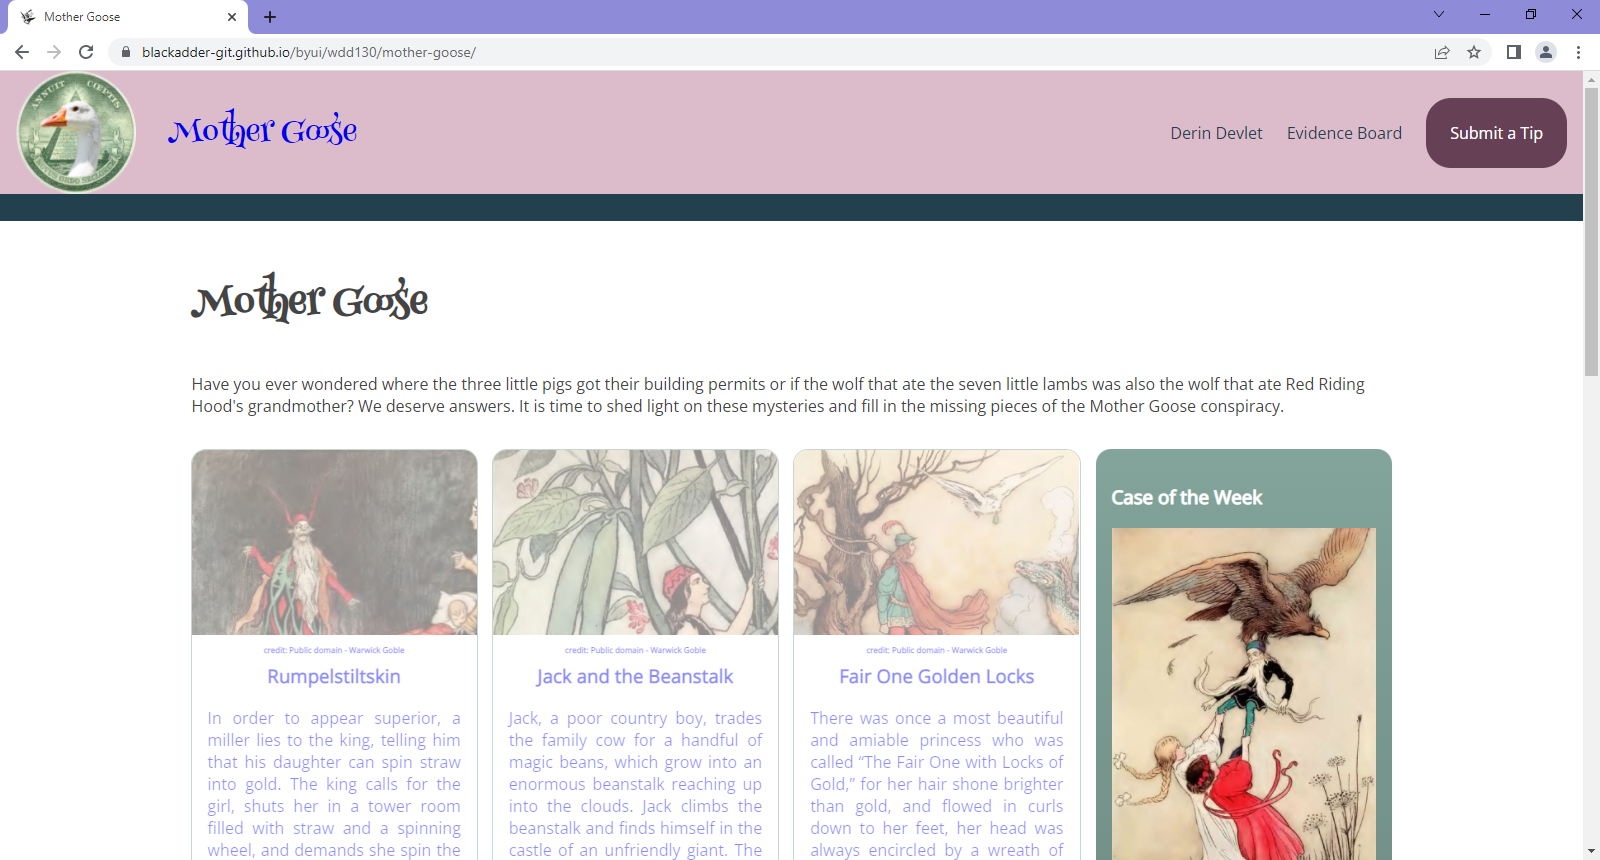 Mother Goose
blackadder-git.github.io/byui/wdd130/mother-goose/
ANNUIT CŒPTIS
Mother Goose
Derin Devlet
Evidence Board
Submit a Tip
Mother Goose
Have you ever wondered where the three little pigs got their building permits or if the wolf that ate the seven little lambs was also the wolf that ate Red Riding
Hood's grandmother? We deserve answers. It is time to shed light on these mysteries and fill in the missing pieces of the Mother Goose conspiracy.
credit: Public domain - Warwick Goble
Rumpelstiltskin
In order to appear superior, a
miller lies to the king, telling him
that his daughter can spin straw
into gold. The king calls for the
girl, shuts her in a tower room
filled with straw and a spinning
wheel, and demands she spin the
credit: Public domain - Warwick Goble
Jack and the Beanstalk
Jack, a poor country boy, trades
the family cow for a handful of
magic beans, which grow into an
enormous beanstalk reaching up
into the clouds. Jack climbs the
beanstalk and finds himself in the
castle of an unfriendly giant. The
credit: Public domain - Warwick Goble
Fair One Golden Locks
There was once a most beautiful
and amiable princess who was
called “The Fair One with Locks of
Gold,” for her hair shone brighter
than gold, and flowed in curls
down to her feet, her head was
always encircled by a wreath of
Case of the Week